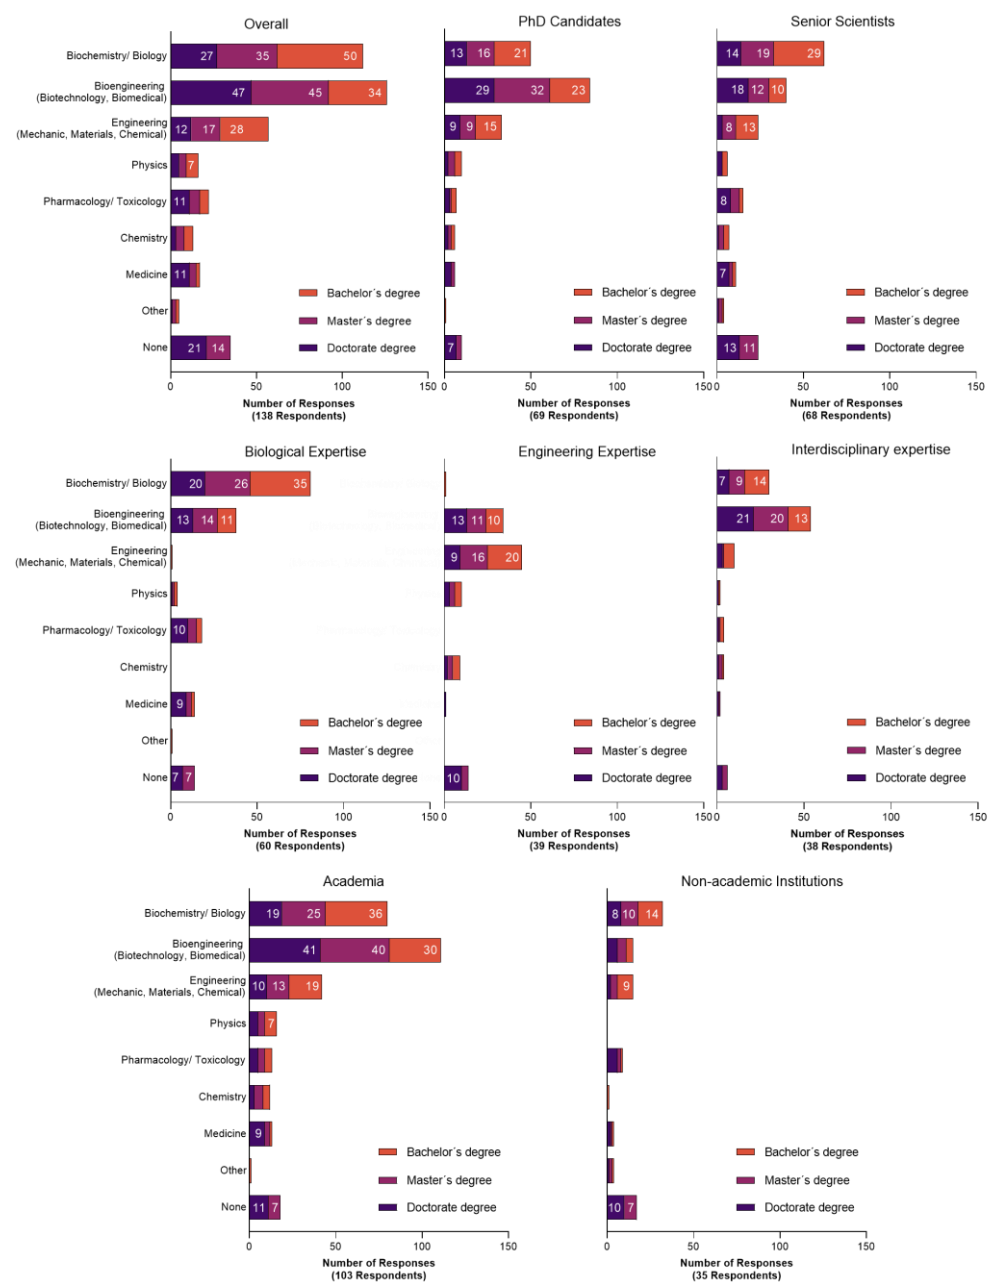 Overall
PhD Candidates
Senior Scientists
Biochemistry/ Biology
27 35 50
13 16 21
14 19 29
Bioengineering
(Biotechnology, Biomedical)
47 45 34
29 32 23
18 12 10
Engineering
(Mechanic, Materials, Chemical)
12 17 28
9 9 15
8 13
Physics
7
Pharmacology/ Toxicology
11
8
Chemistry
Medicine
11
7
Other
None
21 14
7
13 11
Bachelor´s degree
Master´s degree
Doctorate degree
Bachelor´s degree
Master´s degree
Doctorate degree
Bachelor´s degree
Master´s degree
Doctorate degree
0 50 100 150
0 50 100 150
0 50 100 150
Number of Responses
(138 Respondents)
Number of Responses
(69 Respondents)
Number of Responses
(68 Respondents)
Biological Expertise
Engineering Expertise
Interdisciplinary expertise
Biochemistry/ Biology
20 26 35
7 9 14
Bioengineering
(Biotechnology, Biomedical)
13 14 11
13 11 10
21 20 13
Engineering
(Mechanic, Materials, Chemical)
9 16 20
Physics
Pharmacology/ Toxicology
10
Chemistry
Medicine
9
Other
None
7 7
10
Bachelor´s degree
Master´s degree
Doctorate degree
Bachelor´s degree
Master´s degree
Doctorate degree
Bachelor´s degree
Master´s degree
Doctorate degree
0 50 100 150
0 50 100 150
0 50 100 150
Number of Responses
(60 Respondents)
Number of Responses
(39 Respondents)
Number of Responses
(38 Respondents)
Academia
Non-academic Institutions
Biochemistry/ Biology
19 25 36
8 10 14
Bioengineering
(Biotechnology, Biomedical)
41 40 30
Engineering
(Mechanic, Materials, Chemical)
10 13 19
9
Physics
7
Pharmacology/ Toxicology
Chemistry
Medicine
9
Other
None
11 7
10 7
Bachelor´s degree
Master´s degree
Doctorate degree
Bachelor´s degree
Master´s degree
Doctorate degree
0 50 100 150
0 50 100 150
Number of Responses
(103 Respondents)
Number of Responses
(35 Respondents)